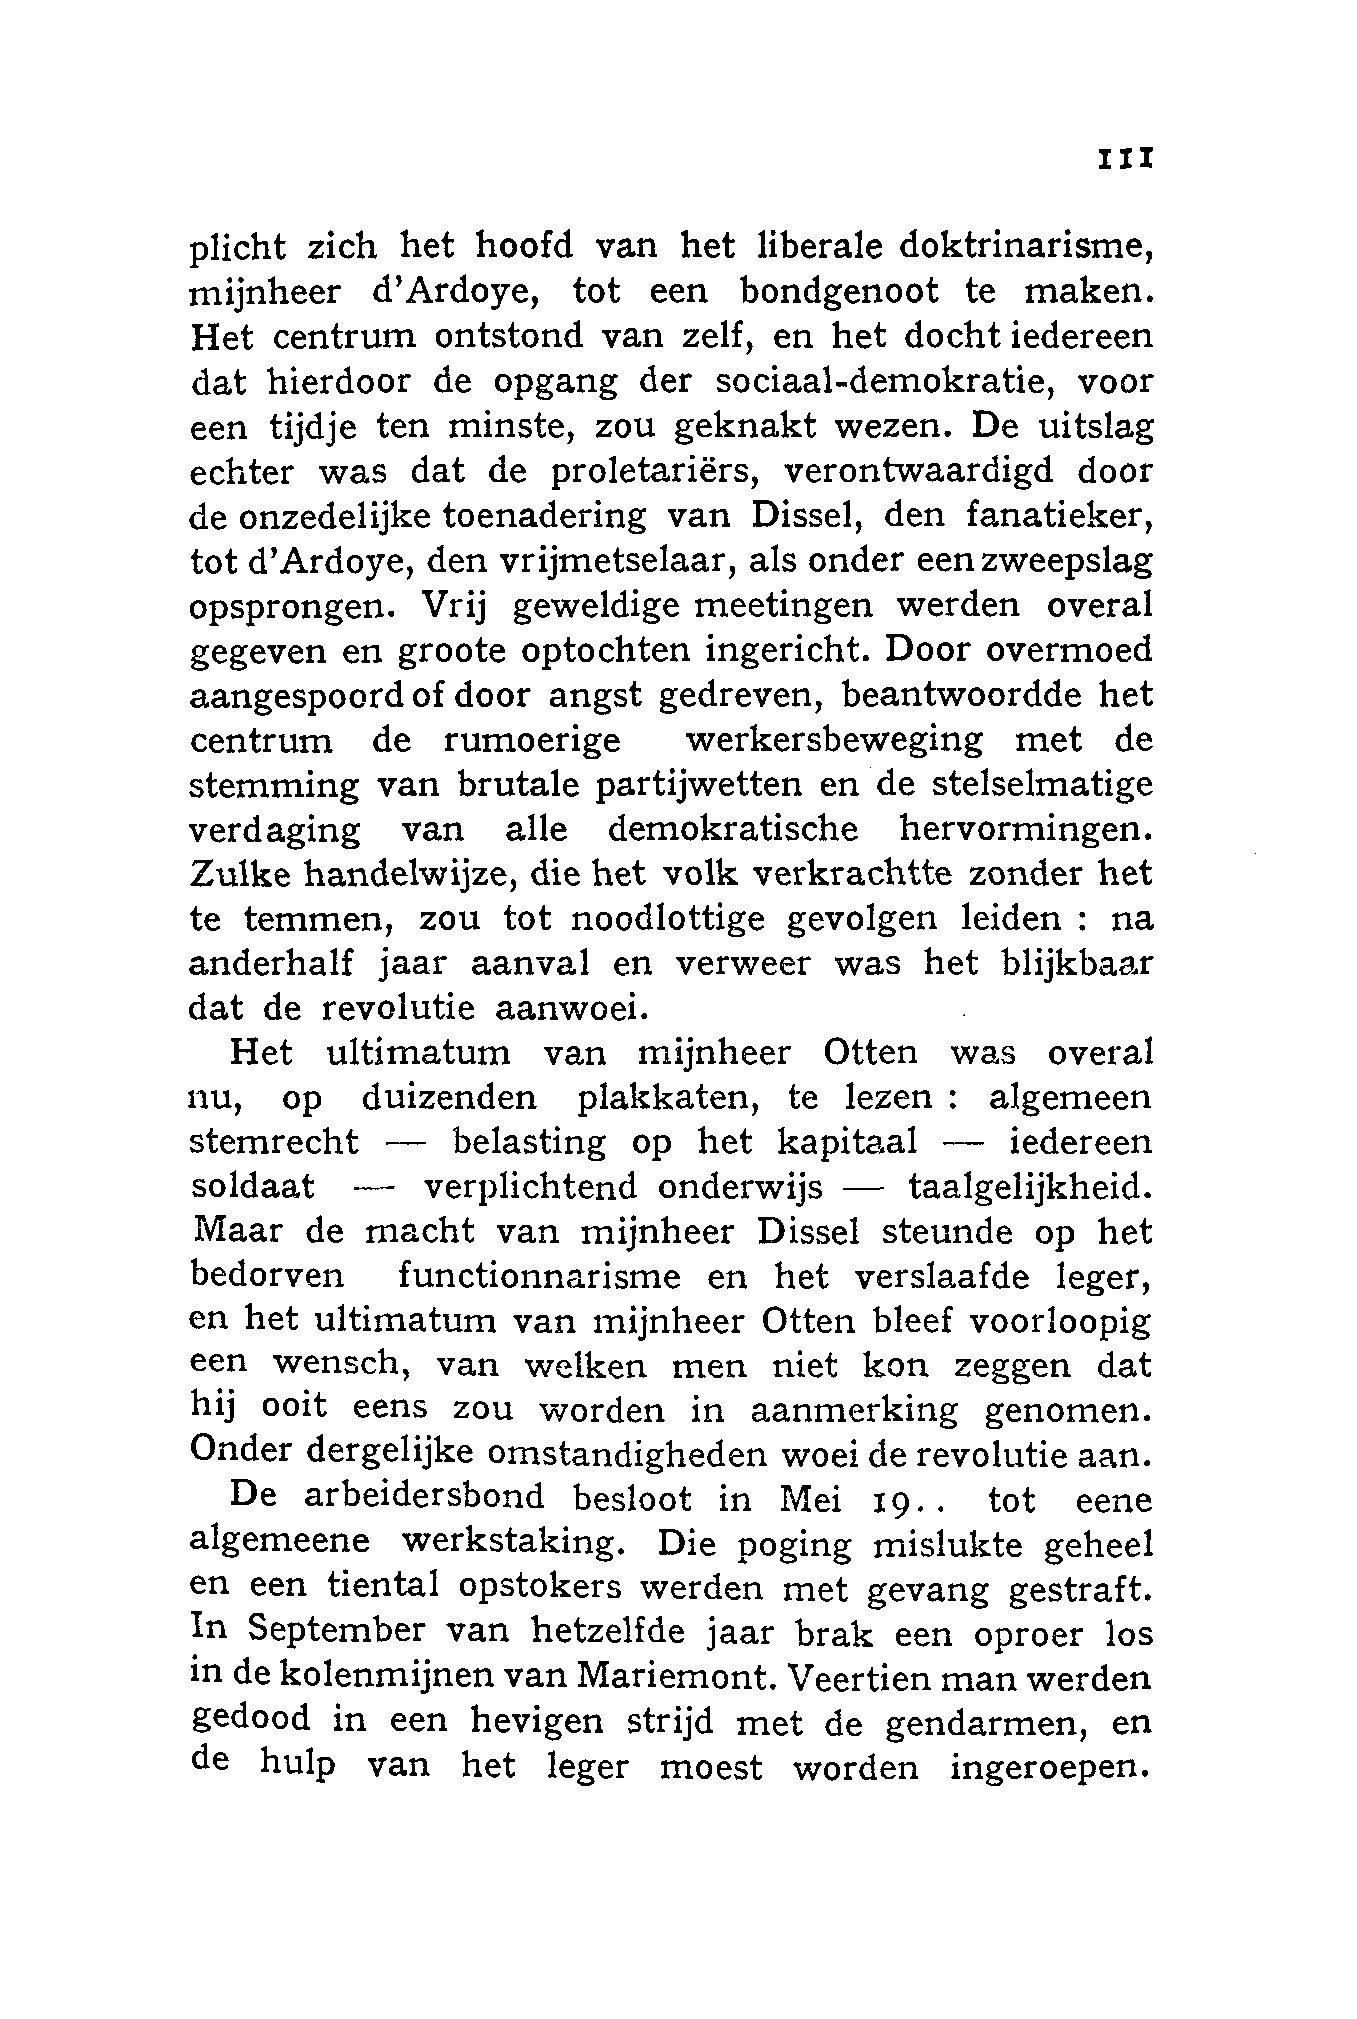 111
plicht zich het hoofd van het liberale doktrinarisme,
mijnheer d'Ardoye, tot een bondgenoot te maken.
Het centrum ontstond van zelf, en het docht iedereen
dat hierdoor de opgang der sociaal-demokratie, voor
een tijdje ten minste, zou geknakt wezen. De uitslag
echter was dat de proletariërs, verontwaardigd door
de onzedelijke toenadering van Dissel, den fanatieker,
tot d'Ardoye, den vrijmetselaar, als onder een zweepslag
opsprongen. Vrij geweldige meetingen werden overal
gegeven en groote optochten ingericht. Door overmoed
aangespoord of door angst gedreven, beantwoordde het
centrum de rumoerige werkersbeweging met de
stemming van brutale partijwetten en de stelselmatige
verdaging van alle demokratische hervormingen.
Zulke handelwijze, die het volk verkrachtte zonder het
te temmen, zou tot noodlottige gevolgen leiden : na
anderhalf jaar aanval en verweer was het blijkbaar
dat de revolutie aanwoei.
Het ultimatum van mijnheer Otten was overal
nu, op duizenden plakkaten, te lezen : algemeen
stemrecht — belasting op het kapitaal — iedereen
soldaat — verplichtend onderwijs — taalgelijkheid.
Maar de macht van mijnheer Dissel steunde op het
bedorven functionnarisme en het verslaafde leger,
en het ultimatum van mijnheer Otten bleef voorloopig
een wensch, van welken men niet kon zeggen dat
hij ooit eens zou worden in aanmerking genomen.
Onder dergelijke omstandigheden woei de revolutie aan.
De arbeidersbond besloot in Mei 19.. tot eene
algemeene werkstaking. Die poging mislukte geheel
en een tiental opstokers werden met gevang gestraft.
In September van hetzelfde jaar brak een oproer los
in de kolenmijnen van Mariemont. Veertien man werden
gedood in een hevigen strijd met de gendarmen, en
de hulp van het leger moest worden ingeroepen.